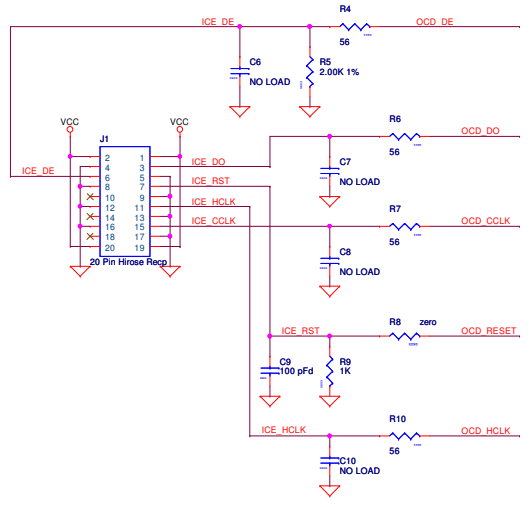 ICE_DE
R4
OCD_DE
56
C6
NO LOAD
R5
2.00K 1%
VCC
VCC
J1
R6
OCD_DO
56
2 1
4 3
6 5
8 7
10 9
12 11
14 13
16 15
18 17
20 19
ICE_DE
ICE_DO
ICE_RST
ICE_HCLK
ICE_CCLK
C7
NO LOAD
R7
OCD_CCLK
56
20 Pin Hirose Recp
C8
NO LOAD
ICE_RST
R8 zero
OCD_RESET
C9
100 pFd
R9
1K
ICE_HCLK
R10
OCD_HCLK
56
C10
NO LOAD